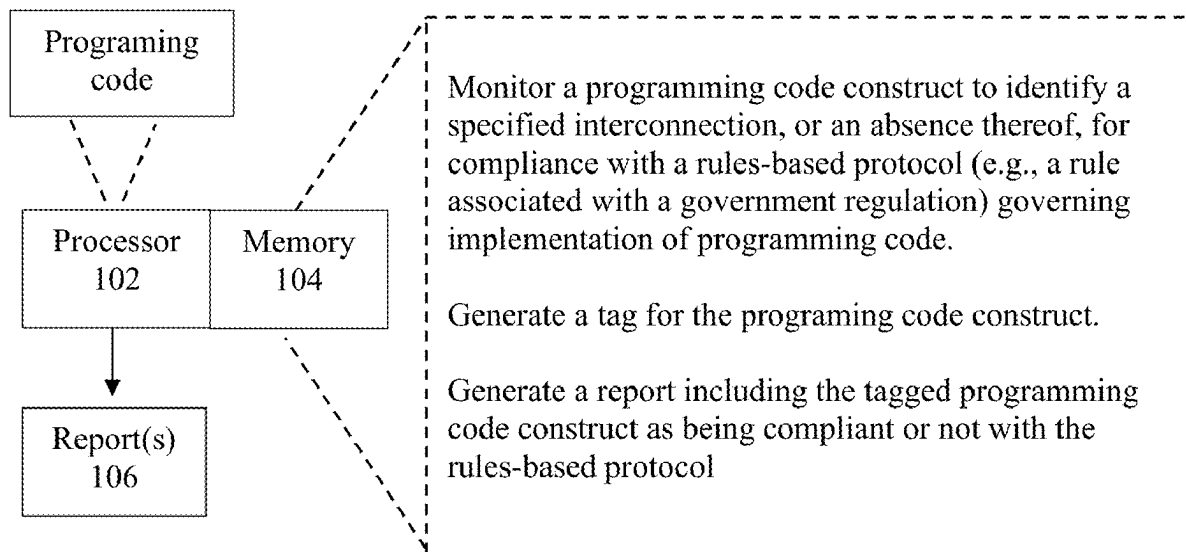 Programing
code
Processor
102
Memory
104
Report(s)
106
Monitor a programming code construct to identify a
specified interconnection, or an absence thereof, for
compliance with a rules-based protocol (e.g., a rule
associated with a government regulation) governing
implementation of programming code.
Generate a tag for the programing code construct.
Generate a report including the tagged programming
code construct as being compliant or not with the
rules-based protocol